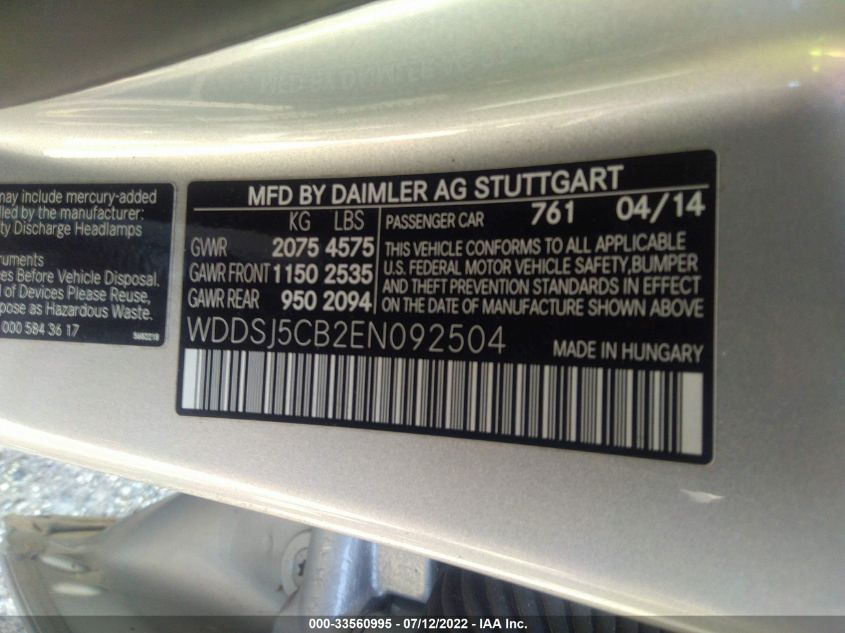 may include mercury-added
lled by the manufacturer:
ty Discharge Headlamps
ruments
ces Before Vehicle Disposal.
l of Devices Please Reuse,
pose as Hazardous Waste.
000 584 36 17
MFD BY DAIMLER AG STUTTGART
KG LBS
GVWR 2075 4575
GAWR FRONT 1150 2535
GAWR REAR 950 2094
PASSENGER CAR 761 04/14
THIS VEHICLE CONFORMS TO ALL APPLICABLE
U.S. FEDERAL MOTOR VEHICLE SAFETY,BUMPER
AND THEFT PREVENTION STANDARDS IN EFFECT
ON THE DATE OF MANUFACTURE SHOWN ABOVE.
WDDSJ5CB2EN092504
MADE IN HUNGARY
000-33560995 - 07/12/2022 - IAA Inc.